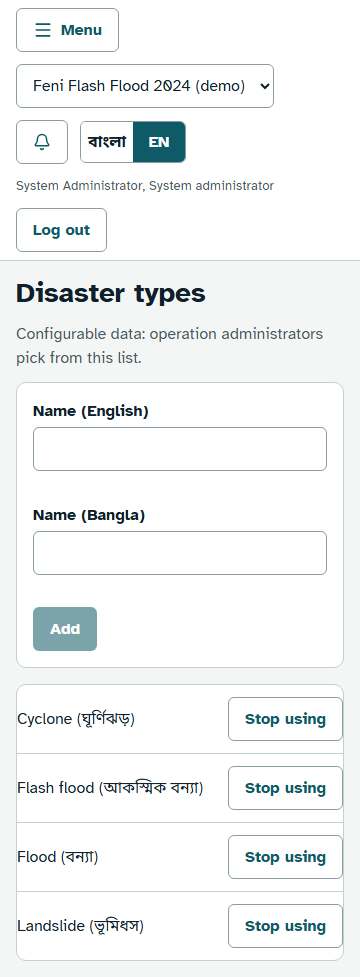 Menu
Feni Flash Flood 2024 (demo)
বাংলা EN
System Administrator, System administrator
Log out
Disaster types
Configurable data: operation administrators
pick from this list.
Name (English)
Name (Bangla)
Add
Cyclone (ঘূর্ণিঝড়) Stop using
Flash flood (আকস্মিক বন্যা) Stop using
Flood (বন্যা) Stop using
Landslide (ভূমিধস) Stop using